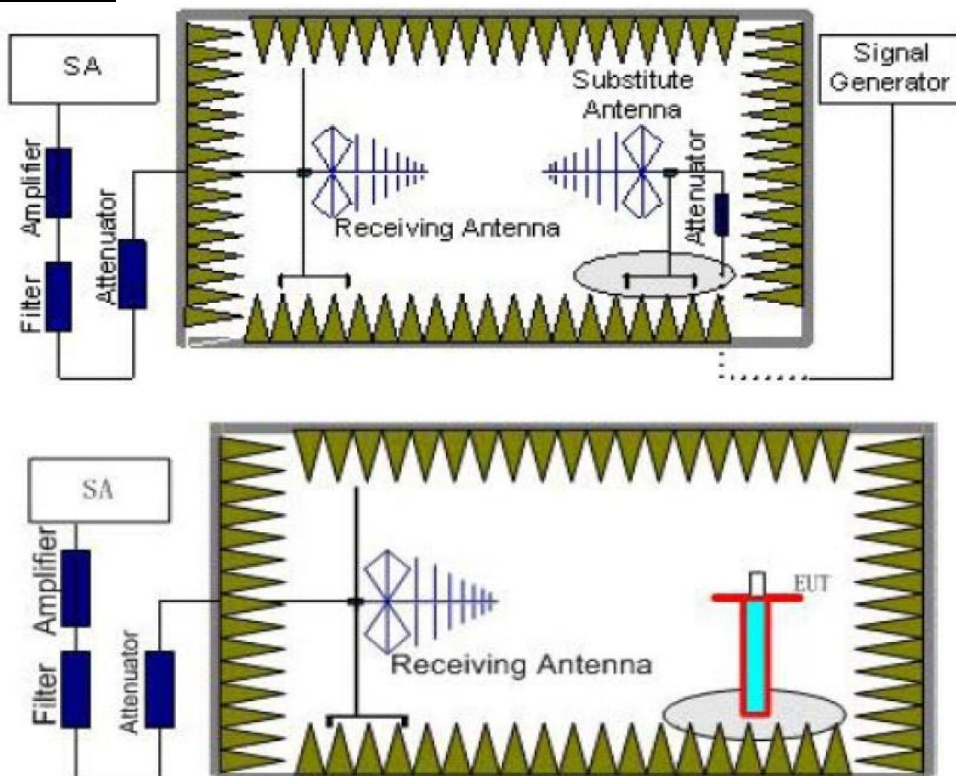 SA
Signal
Generator
Substitute
Antenna
Amplifier
Attenuator
Attenuator
Receiving Antenna
Filter
SA
Amplifier
EUT
Attenuator
Receiving Antenna
Filter